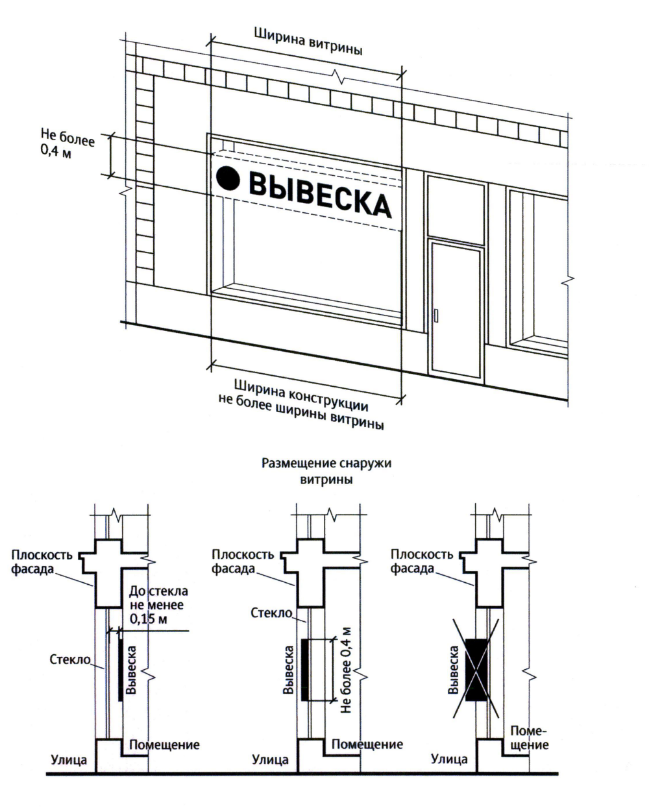 Ширина витрины
Не более
0,4 м
ВЫВЕСКА
Ширина конструкции
не более ширины витрины
Размещение снаружи
витрины
Плоскость
фасада
До стекла
не менее
0,15 м
Стекло
Вывеска
Помещение
Улица
Плоскость
фасада
Стекло
Вывеска
Не более 0,4 м
Помещение
Улица
Плоскость
фасада
Вывеска
Поме-
щение
Улица